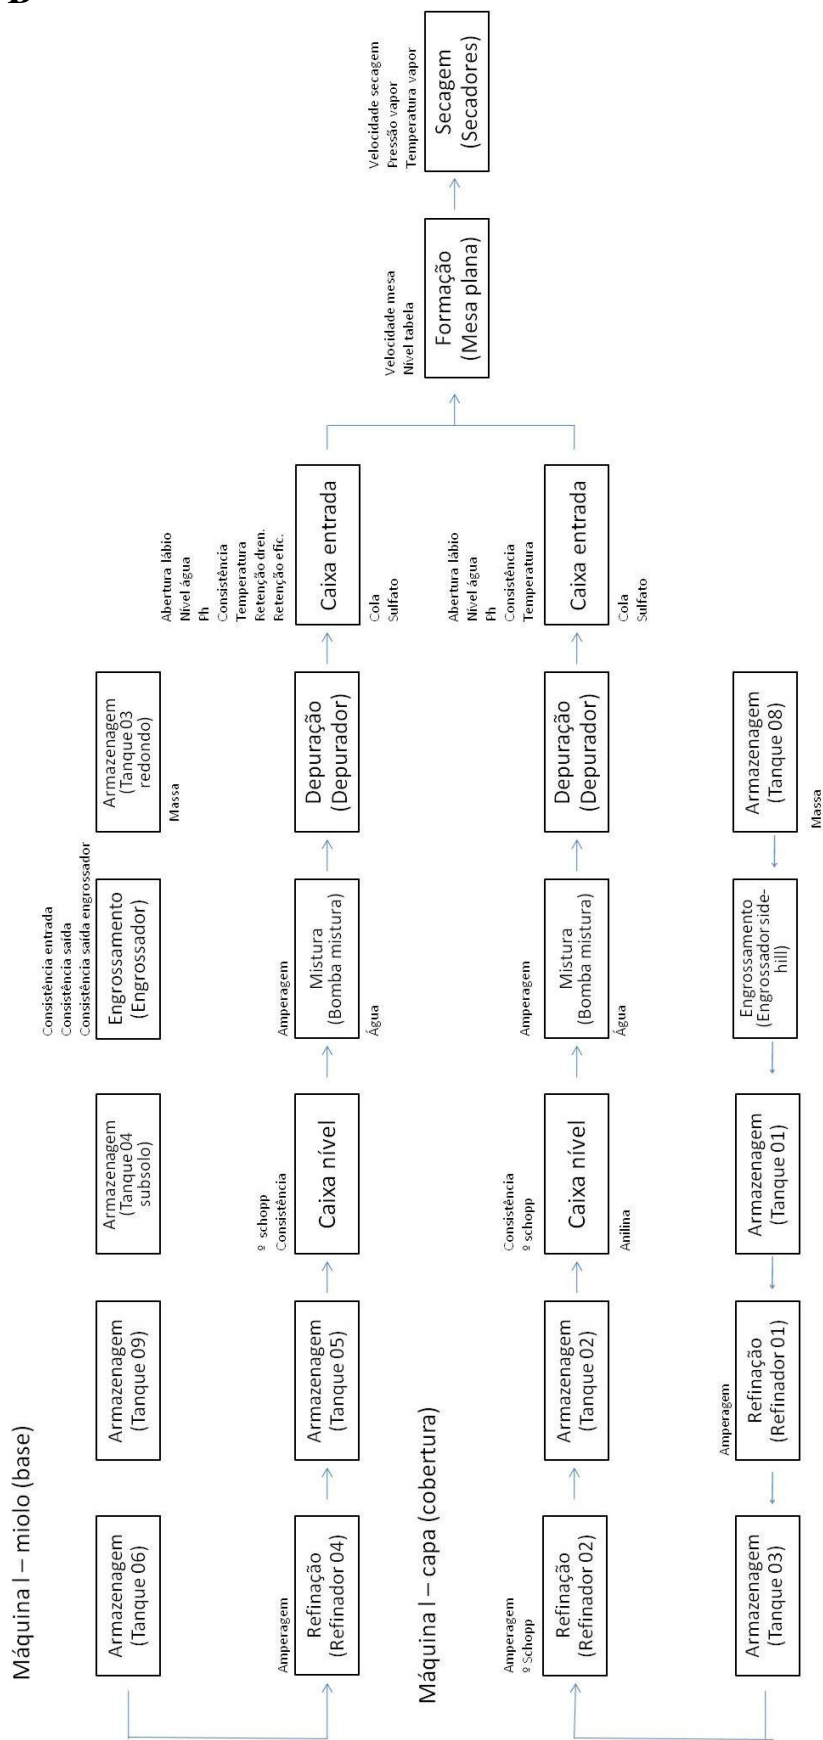 Máquina I – miolo (base)
Armazenagem
(Tanque 06)
Armazenagem
(Tanque 09)
Armazenagem
(Tanque 04
subsolo)
Consistência entrada
Consistência saída
Consistência saída engrossador
Engrossamento
(Engrossador)
Armazenagem
(Tanque 03
redondo)
Massa
Amperagem
Refinação
(Refinador 04)
Armazenagem
(Tanque 05)
º schopp
Consistência
Caixa nível
Amperagem
Mistura
(Bomba mistura)
Água
Depuração
(Depurador)
Abertura lábio
Nível água
Ph
Consistência
Temperatura
Retenção dren.
Retenção efic.
Caixa entrada
Cola
Sulfato
Velocidade mesa
Nível tabela
Formação
(Mesa plana)
Velocidade secagem
Pressão vapor
Temperatura vapor
Secagem
(Secadores)
Máquina I – capa (cobertura)
Amperagem
º Schopp
Refinação
(Refinador 02)
Armazenagem
(Tanque 02)
Consistência
º schopp
Caixa nível
Anilina
Amperagem
Mistura
(Bomba mistura)
Água
Depuração
(Depurador)
Abertura lábio
Nível água
Ph
Consistência
Temperatura
Caixa entrada
Cola
Sulfato
Armazenagem
(Tanque 03)
Amperagem
Refinação
(Refinador 01)
Armazenagem
(Tanque 01)
Engrossamento
(Engrossador side-
hill)
Armazenagem
(Tanque 08)
Massa